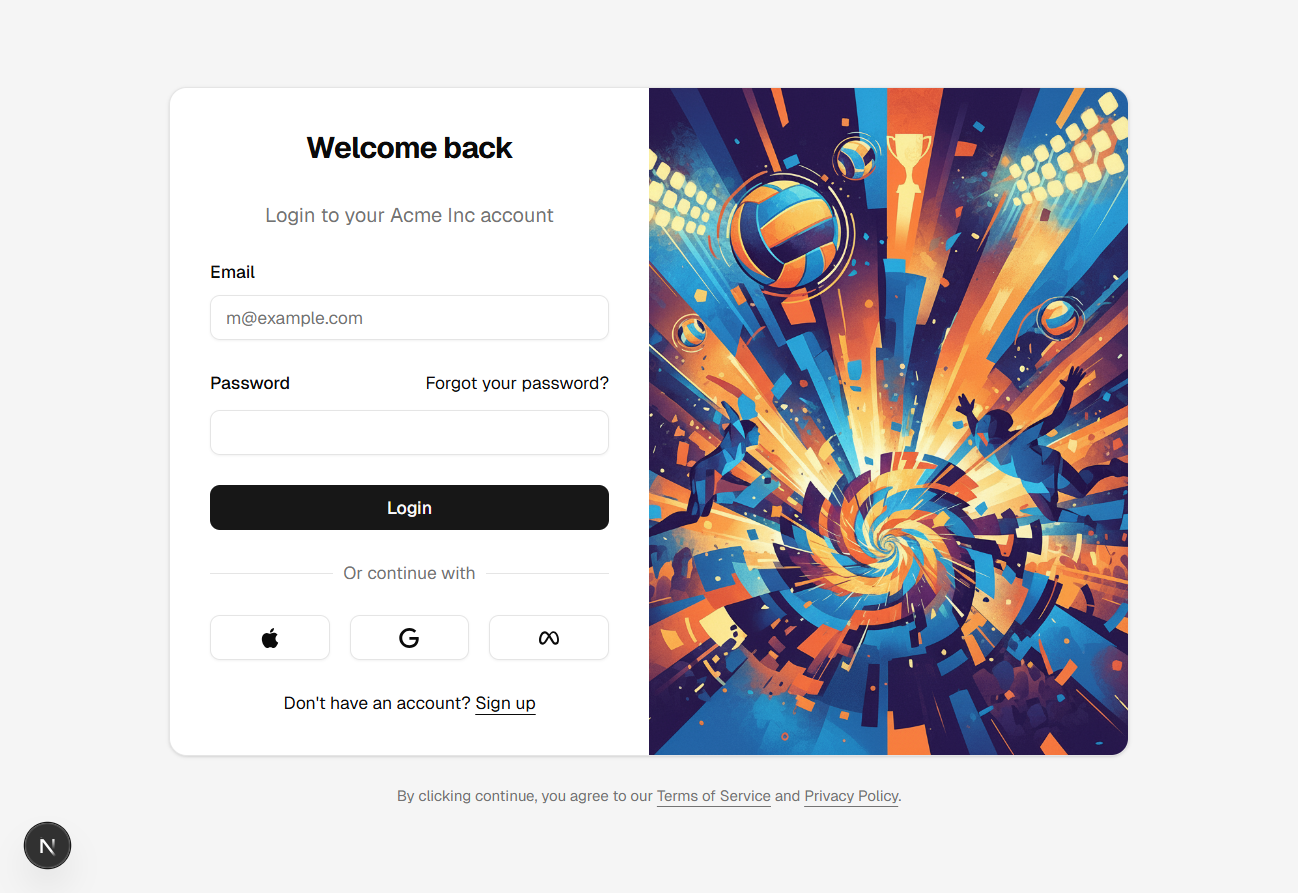 Welcome back
Login to your Acme Inc account
Email
m@example.com
Password Forgot your password?
Login
Or continue with
Don't have an account? Sign up
By clicking continue, you agree to our Terms of Service and Privacy Policy.
N